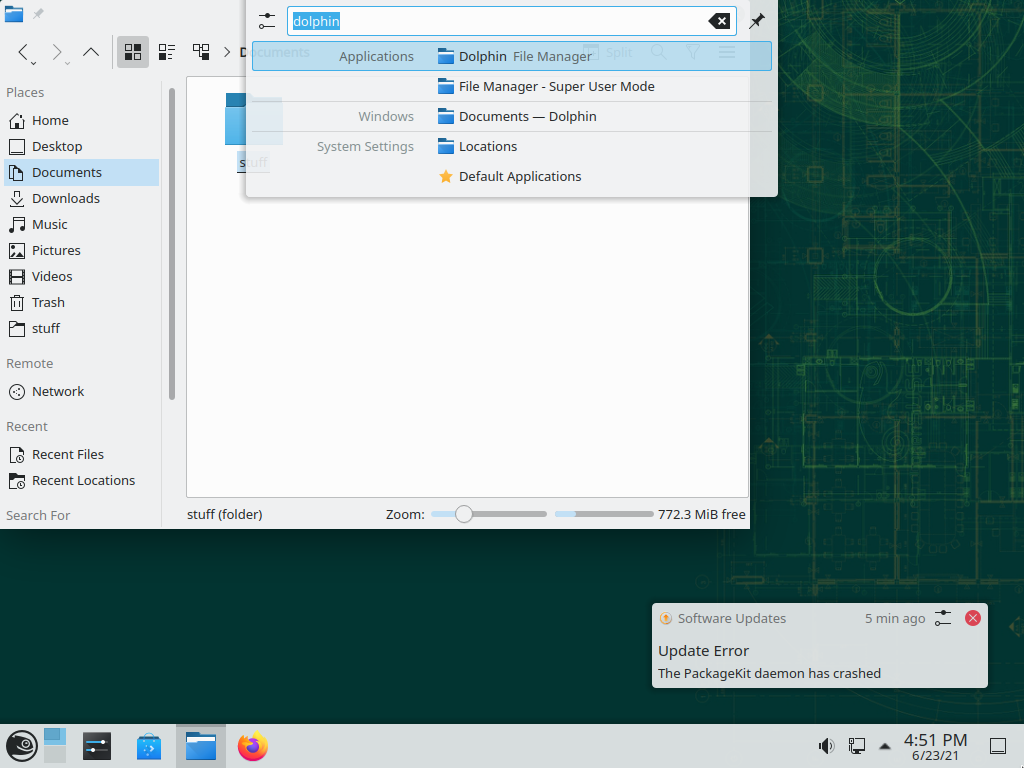 dolphin
Documents
Split
Applications Dolphin File Manager
File Manager - Super User Mode
Windows Documents — Dolphin
System Settings Locations
Default Applications
Places
Home
Desktop
Documents
Downloads
Music
Pictures
Videos
Trash
stuff
Remote
Network
Recent
Recent Files
Recent Locations
Search For
stuff
stuff (folder)
Zoom:
772.3 MiB free
Software Updates 5 min ago
Update Error
The PackageKit daemon has crashed
4:51 PM
6/23/21